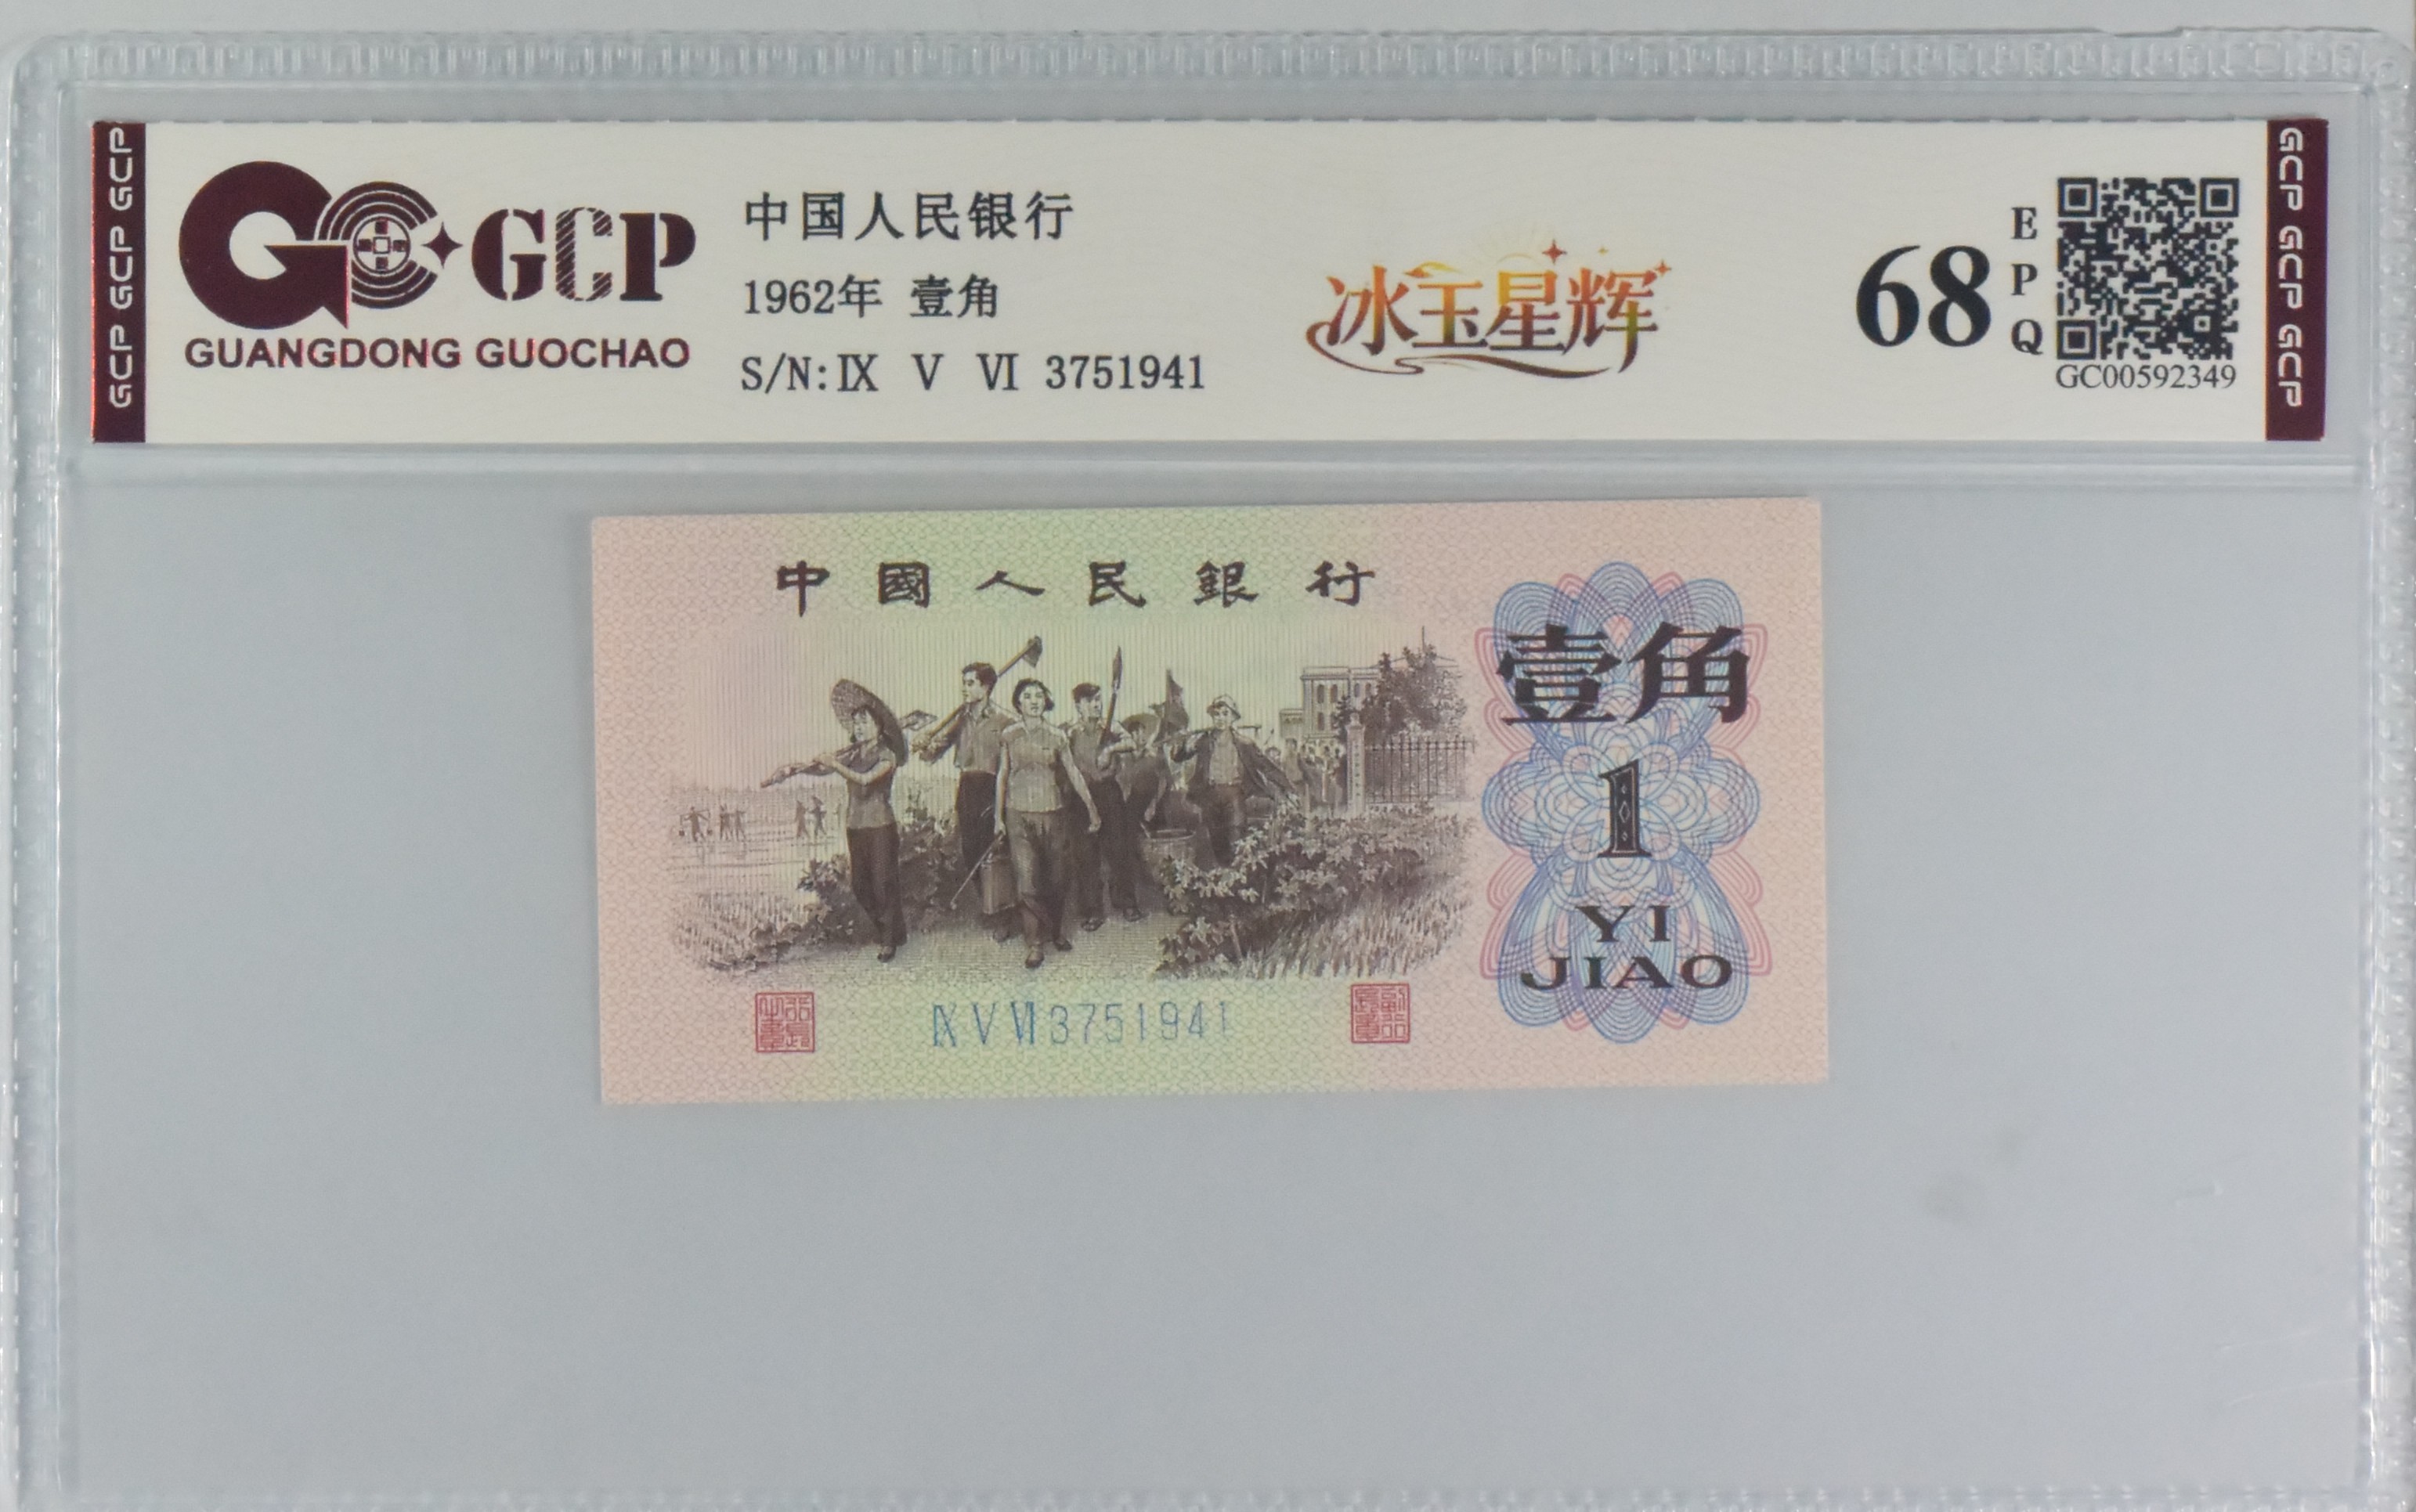 GCP GCP GCP
GCP
GUANGDONG GUOCHAO
中国人民银行
1962年 壹角
S/N:Ⅸ Ⅴ Ⅵ 3751941
冰玉星辉
68
EPQ
GC00592349
GCP GCP GCP
中國人民銀行
壹角
1
YI
JIAO
Ⅸ Ⅴ Ⅵ 3751941